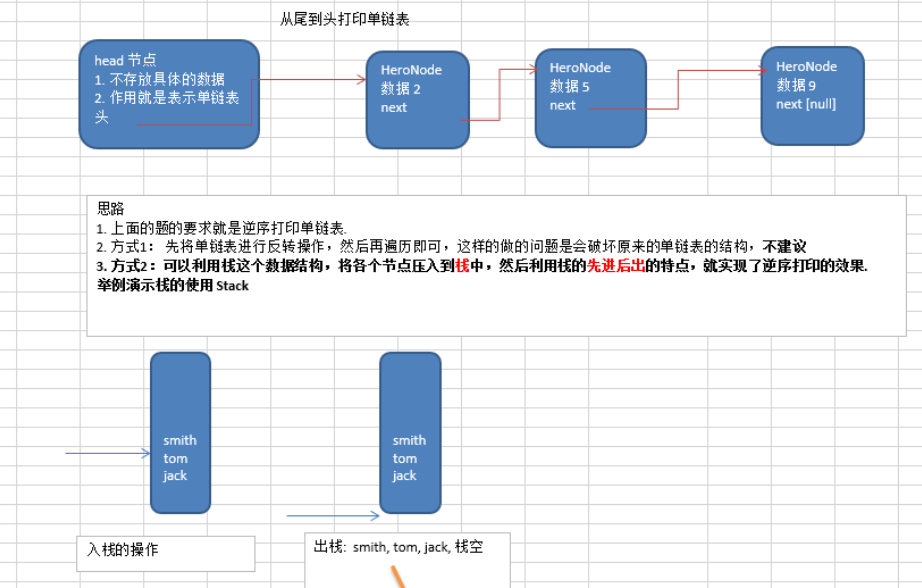 从尾到头打印单链表
head 节点
1. 不存放具体的数据
2. 作用就是表示单链表
头
HeroNode
数据 2
next
HeroNode
数据 5
next
HeroNode
数据 9
next [null]
思路
1. 上面的题的要求就是逆序打印单链表.
2. 方式1： 先将单链表进行反转操作，然后再遍历即可，这样的做的问题是会破坏原来的单链表的结构，不建议
3. 方式2：可以利用栈这个数据结构，将各个节点压入到栈中，然后利用栈的先进后出的特点，就实现了逆序打印的效果.
举例演示栈的使用 Stack
smith
tom
jack
smith
tom
jack
入栈的操作
出栈: smith, tom, jack, 栈空